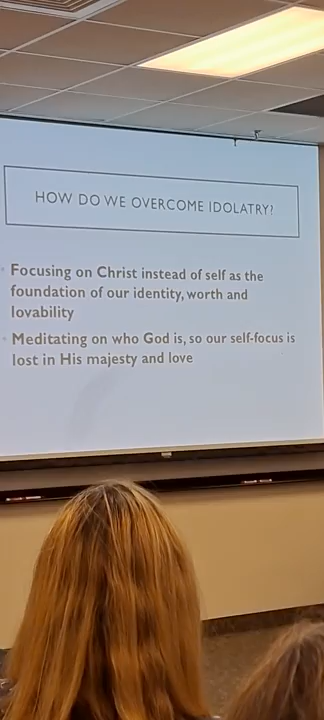 HOW DO WE OVERCOME IDOLATRY?
Focusing on Christ instead of self as the
foundation of our identity, worth and
lovability
Meditating on who God is, so our self-focus is
lost in His majesty and love